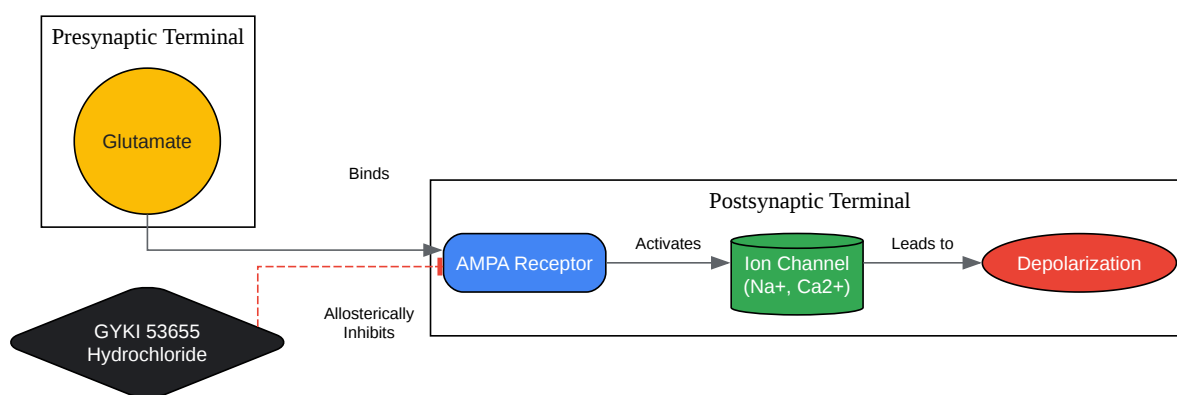 Presynaptic Terminal
Glutamate
Binds
Postsynaptic Terminal
AMPA Receptor
Activates
Ion Channel
(Na+, Ca2+)
Leads to
Depolarization
Allosterically
Inhibits
GYKI 53655
Hydrochloride